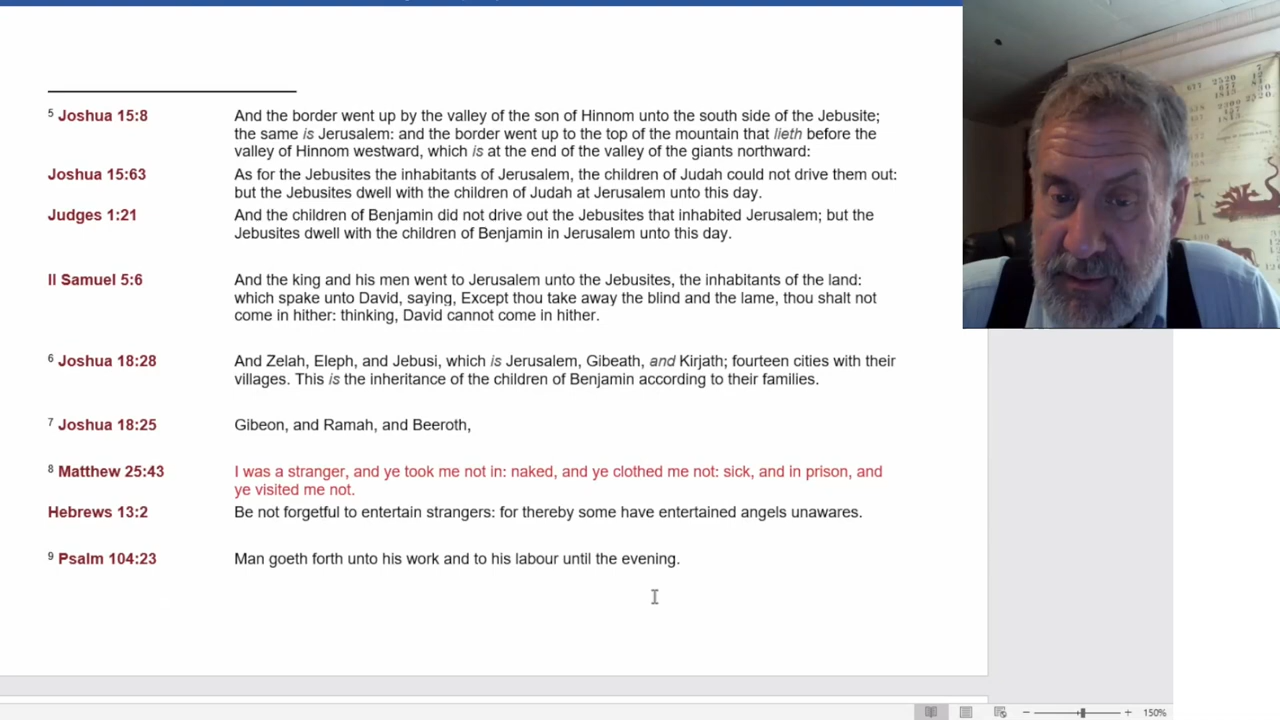 5 Joshua 15:8 And the border went up by the valley of the son of Hinnom unto the south side of the Jebusite;
the same is Jerusalem: and the border went up to the top of the mountain that lieth before the
valley of Hinnom westward, which is at the end of the valley of the giants northward:
Joshua 15:63 As for the Jebusites the inhabitants of Jerusalem, the children of Judah could not drive them out:
but the Jebusites dwell with the children of Judah at Jerusalem unto this day.
Judges 1:21 And the children of Benjamin did not drive out the Jebusites that inhabited Jerusalem; but the
Jebusites dwell with the children of Benjamin in Jerusalem unto this day.
II Samuel 5:6 And the king and his men went to Jerusalem unto the Jebusites, the inhabitants of the land:
which spake unto David, saying, Except thou take away the blind and the lame, thou shalt not
come in hither: thinking, David cannot come in hither.
6 Joshua 18:28 And Zelah, Eleph, and Jebusi, which is Jerusalem, Gibeath, and Kirjath; fourteen cities with their
villages. This is the inheritance of the children of Benjamin according to their families.
7 Joshua 18:25 Gibeon, and Ramah, and Beeroth,
8 Matthew 25:43 I was a stranger, and ye took me not in: naked, and ye clothed me not: sick, and in prison, and
ye visited me not.
Hebrews 13:2 Be not forgetful to entertain strangers: for thereby some have entertained angels unawares.
9 Psalm 104:23 Man goeth forth unto his work and to his labour until the evening.
150%
2520
2300
2520